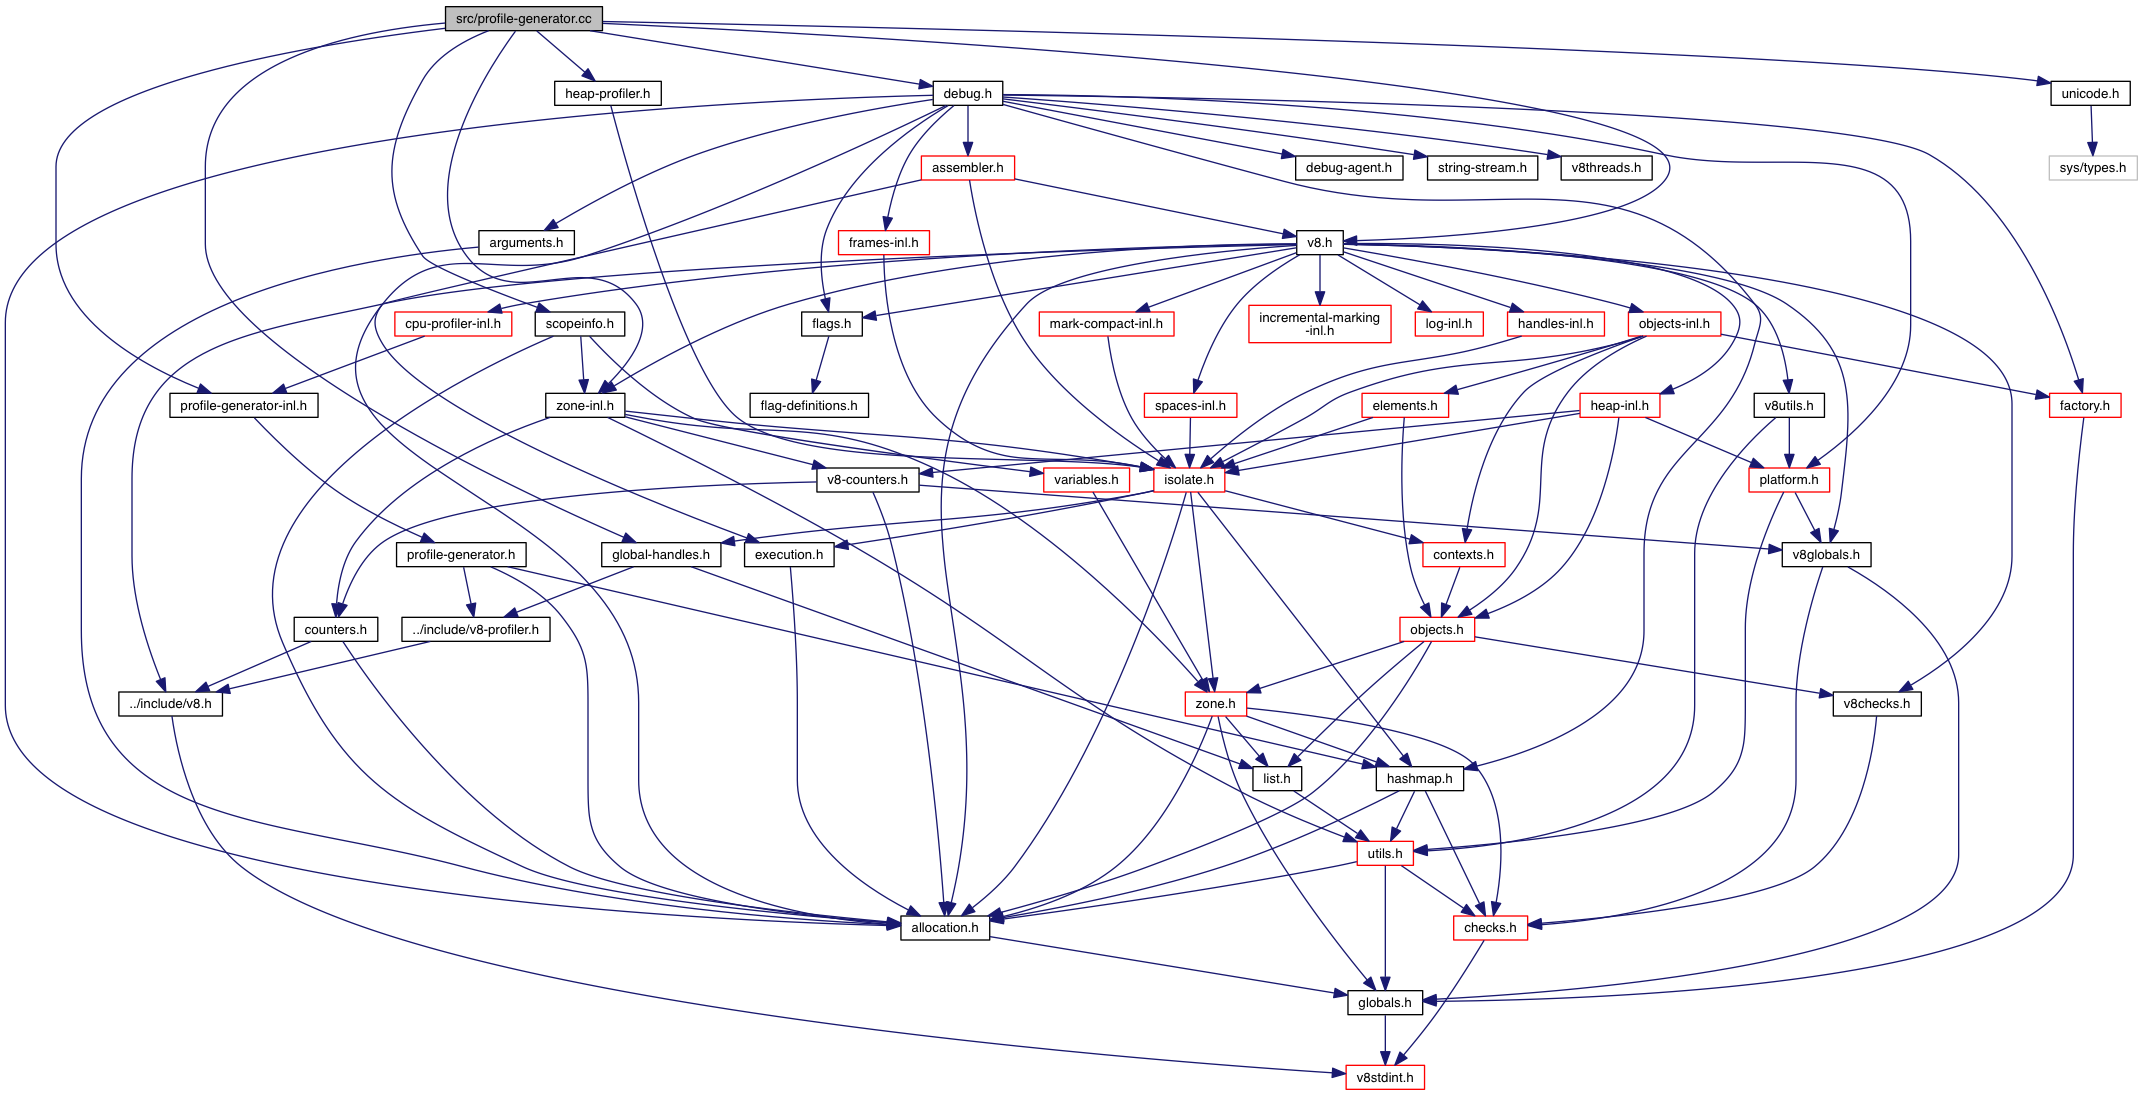 src/profile-generator.cc
heap-profiler.h
debug.h
unicode.h
assembler.h
debug-agent.h
string-stream.h
v8threads.h
sys/types.h
arguments.h
frames-inl.h
v8.h
cpu-profiler-inl.h
scopeinfo.h
flags.h
mark-compact-inl.h
incremental-marking
-inl.h
log-inl.h
handles-inl.h
objects-inl.h
profile-generator-inl.h
zone-inl.h
flag-definitions.h
spaces-inl.h
elements.h
heap-inl.h
v8utils.h
factory.h
v8-counters.h
variables.h
isolate.h
platform.h
profile-generator.h
global-handles.h
execution.h
contexts.h
v8globals.h
counters.h
../include/v8-profiler.h
objects.h
../include/v8.h
zone.h
v8checks.h
list.h
hashmap.h
utils.h
allocation.h
checks.h
globals.h
v8stdint.h